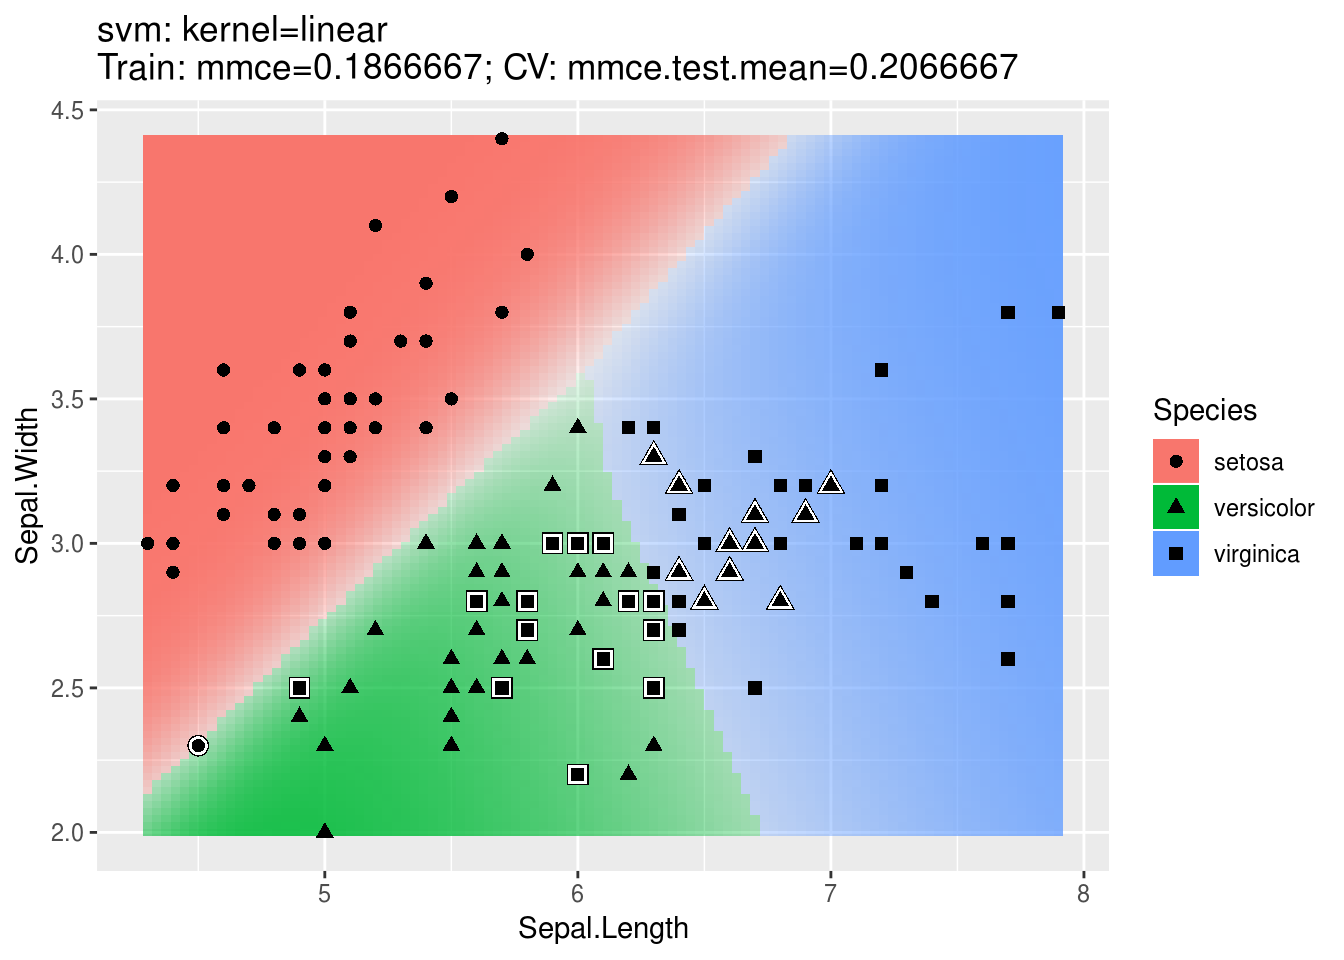 svm: kernel=linear
Train: mmce=0.1866667; CV: mmce.test.mean=0.2066667
4.5
4.0
3.5
3.0
2.5
2.0
Sepal.Width
5 6 7 8
Sepal.Length
Species
setosa
versicolor
virginica